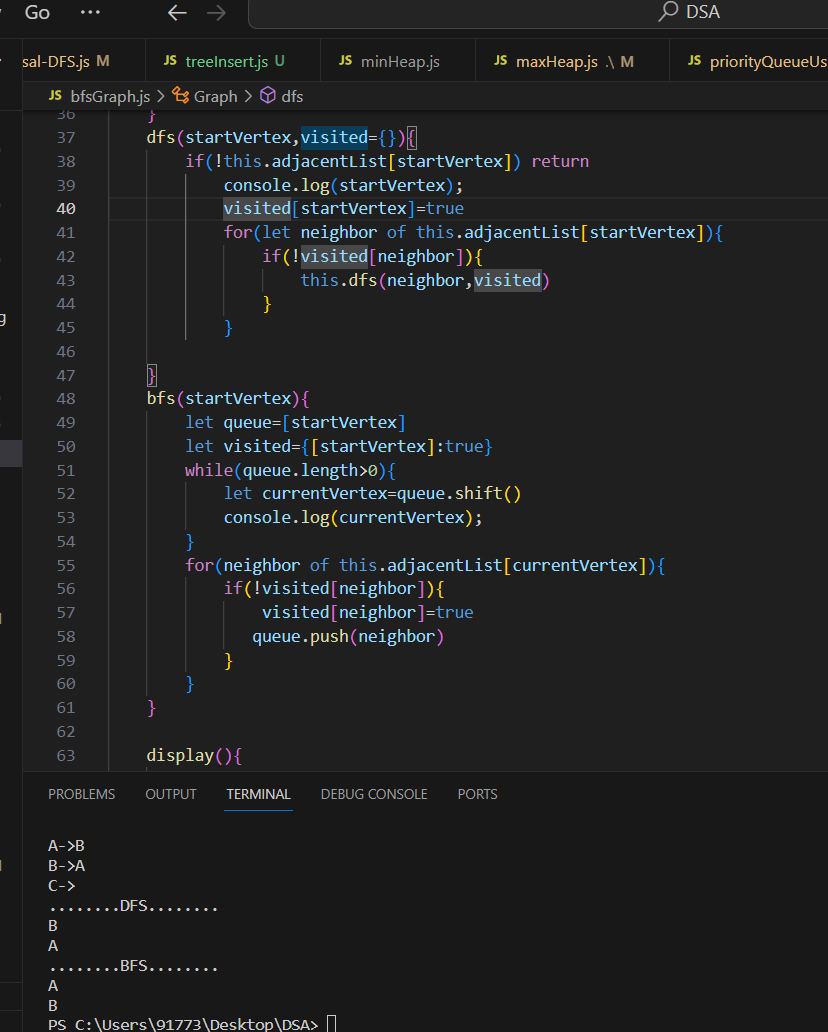 Go ... DSA
sal-DFS.js M JS treeInsert.js U JS minHeap.js JS maxHeap.js .\ M JS priorityQueueUs
JS bfsGraph.js > Graph > dfs
36 }
37 dfs(startVertex,visited={}){
38 if(!this.adjacentList[startVertex]) return
39 console.log(startVertex);
40 visited[startVertex]=true
41 for(let neighbor of this.adjacentList[startVertex]){
42 if(!visited[neighbor]){
43 this.dfs(neighbor,visited)
44 }
45 }
46
47 }
48 bfs(startVertex){
49 let queue=[startVertex]
50 let visited={[startVertex]:true}
51 while(queue.length>0){
52 let currentVertex=queue.shift()
53 console.log(currentVertex);
54 }
55 for(neighbor of this.adjacentList[currentVertex]){
56 if(!visited[neighbor]){
57 visited[neighbor]=true
58 queue.push(neighbor)
59 }
60 }
61 }
62
63 display(){
PROBLEMS OUTPUT TERMINAL DEBUG CONSOLE PORTS
A->B
B->A
C->
........DFS........
B
A
........BFS........
A
B
PS C:\Users\91773\Desktop\DSA>